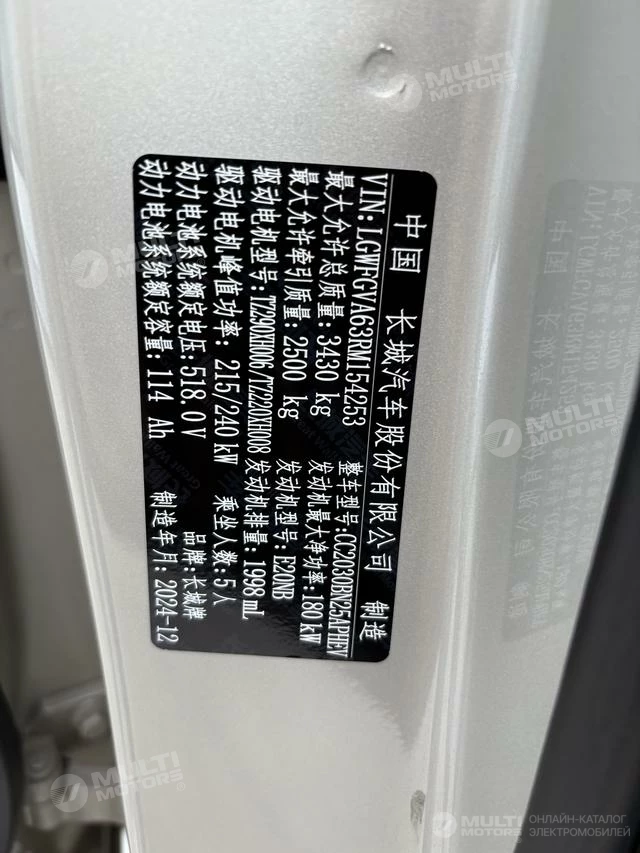 中国 长城汽车股份有限公司 制造
VIN:LGWFGVA63RM154253 整车型号:CC2030BN25APHEV
最大允许总质量: 3430 kg 发动机最大净功率:180 kW
最大允许牵引质量: 2500 kg 发动机型号:E20NB
驱动电机型号:TZ290XH006/TZ220XH008 发动机排量:1998 mL
驱动电机峰值功率: 215/240 kW 乘坐人数:5人
动力电池系统额定电压:518.0 V 品牌:长城牌
动力电池系统额定容量: 114 Ah 制造年月:2024-12
MULTI MOTORS
MULTI MOTORS
MULTI MOTORS
MULTI MOTORS®
MULTI MOTORS ОНЛАЙН-КАТАЛОГ ЭЛЕКТРОМОБИЛЕЙ